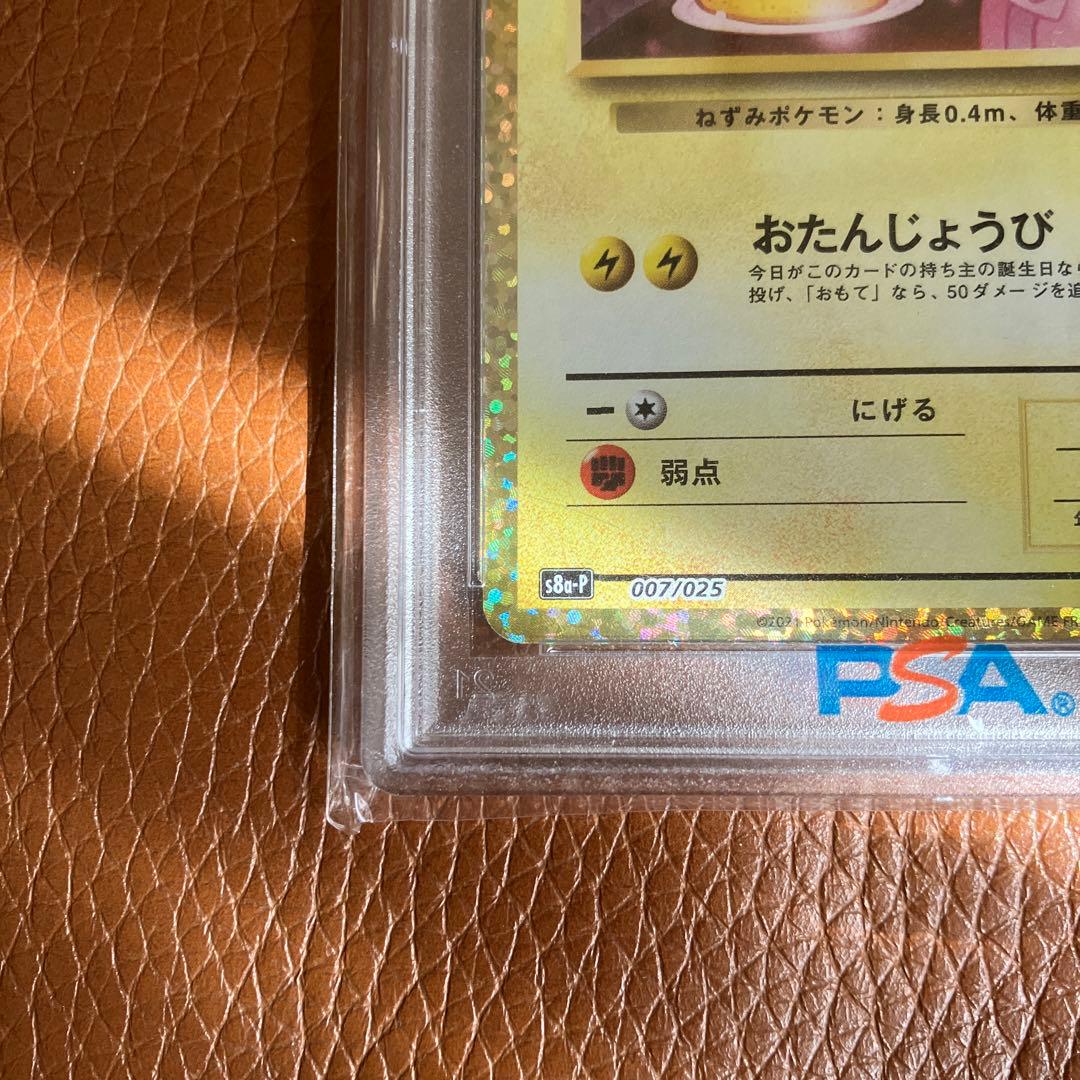 ねずみポケモン：身長0.4m、体重
おたんじょうび
今日がこのカードの持ち主の誕生日なら
投げ、「おもて」なら、50ダメージを追
にげる
弱点
s8a-P 007/025
©2021 Pokémon/Nintendo/Creatures/GAME FR
PSA®